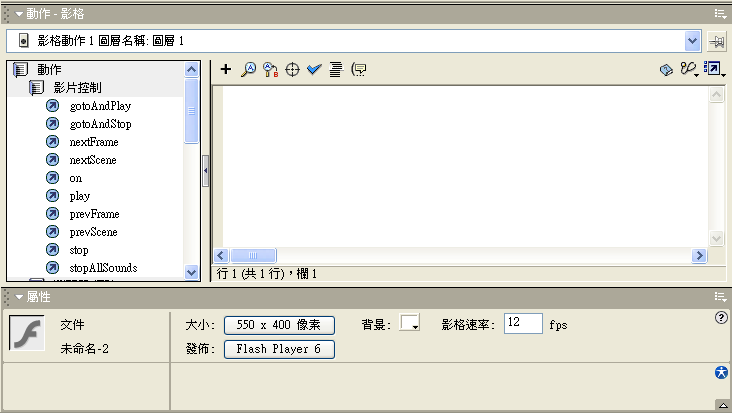 動作 - 影格
影格動作 1 圖層名稱: 圖層 1
動作
影片控制
gotoAndPlay
gotoAndStop
nextFrame
nextScene
on
play
prevFrame
prevScene
stop
stopAllSounds
行 1 (共 1 行)，欄 1
屬性
文件
未命名-2
大小: 550 x 400 像素 背景: 影格速率: 12 fps
發佈: Flash Player 6